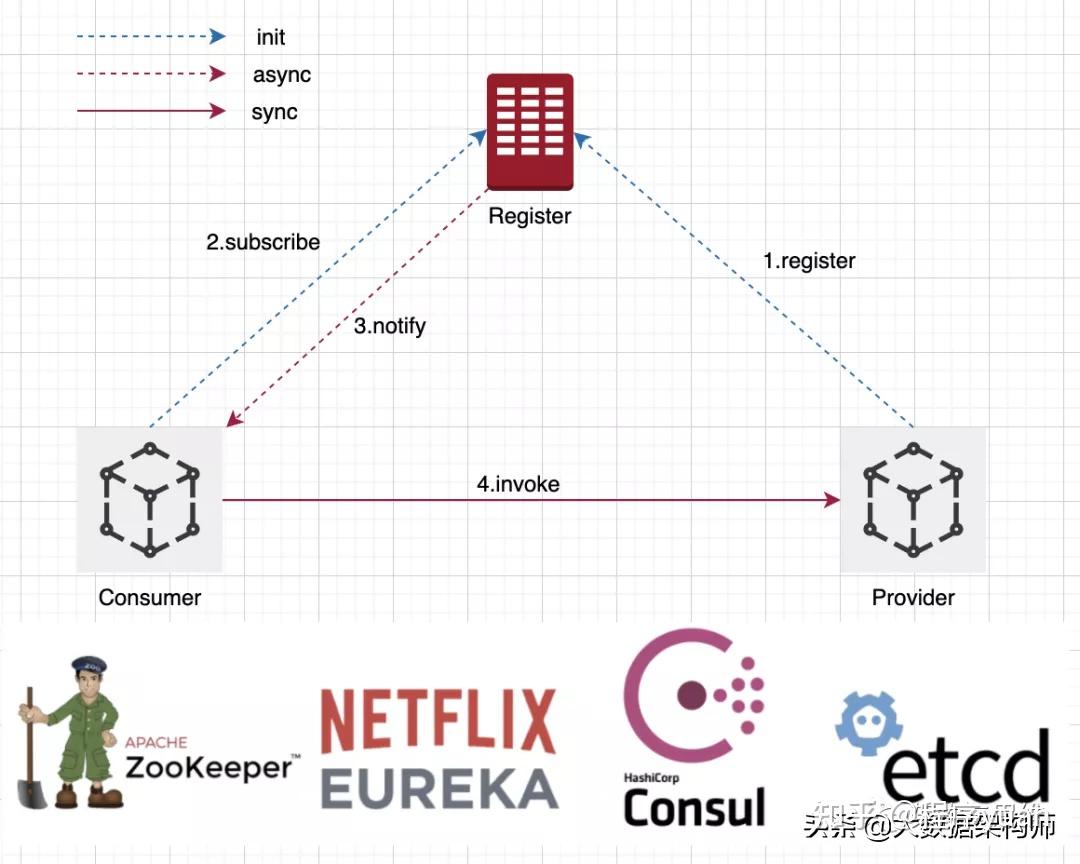 init
async
sync
Register
2.subscribe
1.register
3.notify
4.invoke
Consumer
Provider
ZOO
APACHE
ZooKeeper™
NETFLIX
EUREKA
HashiCorp
Consul
etcd
知乎
头条 @大数据架构师